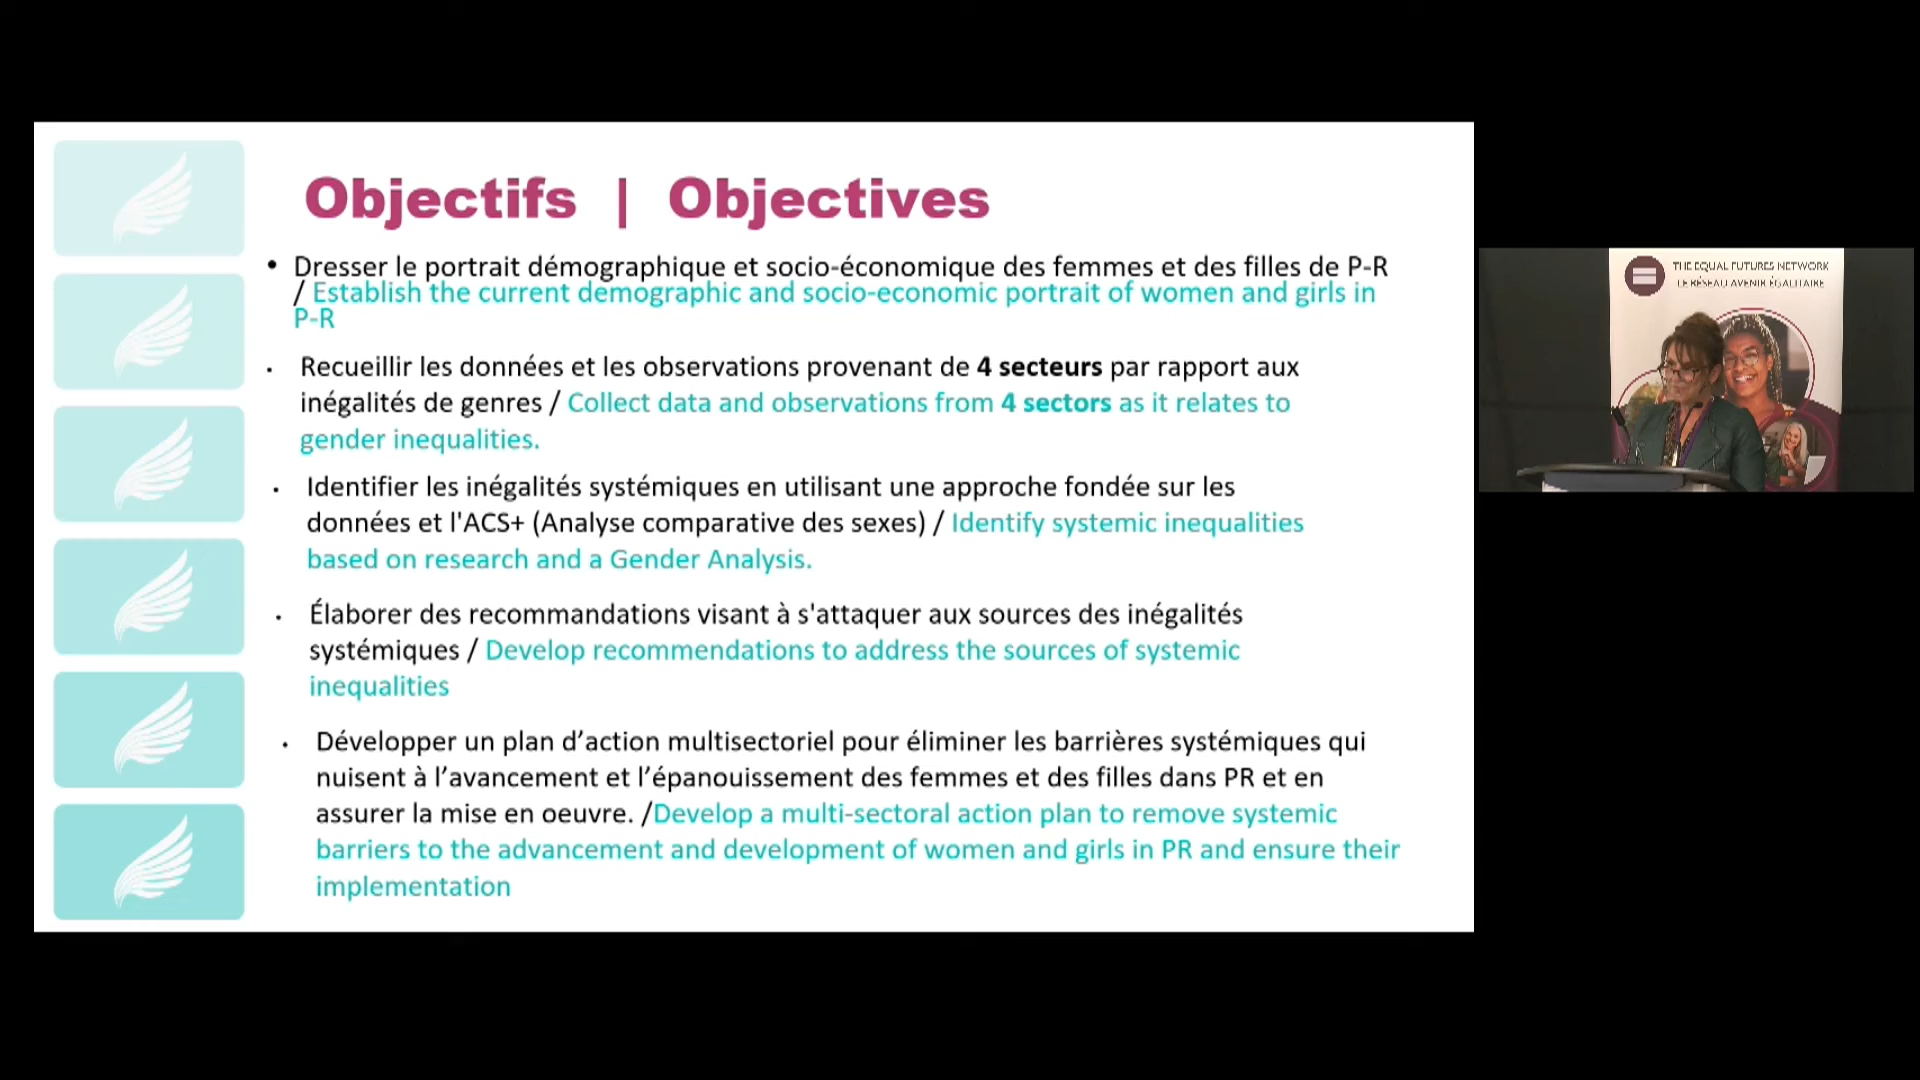 Objectifs | Objectives
• Dresser le portrait démographique et socio-économique des femmes et des filles de P-R
/ Establish the current demographic and socio-economic portrait of women and girls in
P-R
• Recueillir les données et les observations provenant de 4 secteurs par rapport aux
inégalités de genres / Collect data and observations from 4 sectors as it relates to
gender inequalities.
• Identifier les inégalités systémiques en utilisant une approche fondée sur les
données et l'ACS+ (Analyse comparative des sexes) / Identify systemic inequalities
based on research and a Gender Analysis.
• Élaborer des recommandations visant à s'attaquer aux sources des inégalités
systémiques / Develop recommendations to address the sources of systemic
inequalities
• Développer un plan d’action multisectoriel pour éliminer les barrières systémiques qui
nuisent à l’avancement et l’épanouissement des femmes et des filles dans PR et en
assurer la mise en oeuvre. /Develop a multi-sectoral action plan to remove systemic
barriers to the advancement and development of women and girls in PR and ensure their
implementation
THE EQUAL FUTURES NETWORK
LE RÉSEAU AVENIR ÉGALITAIRE